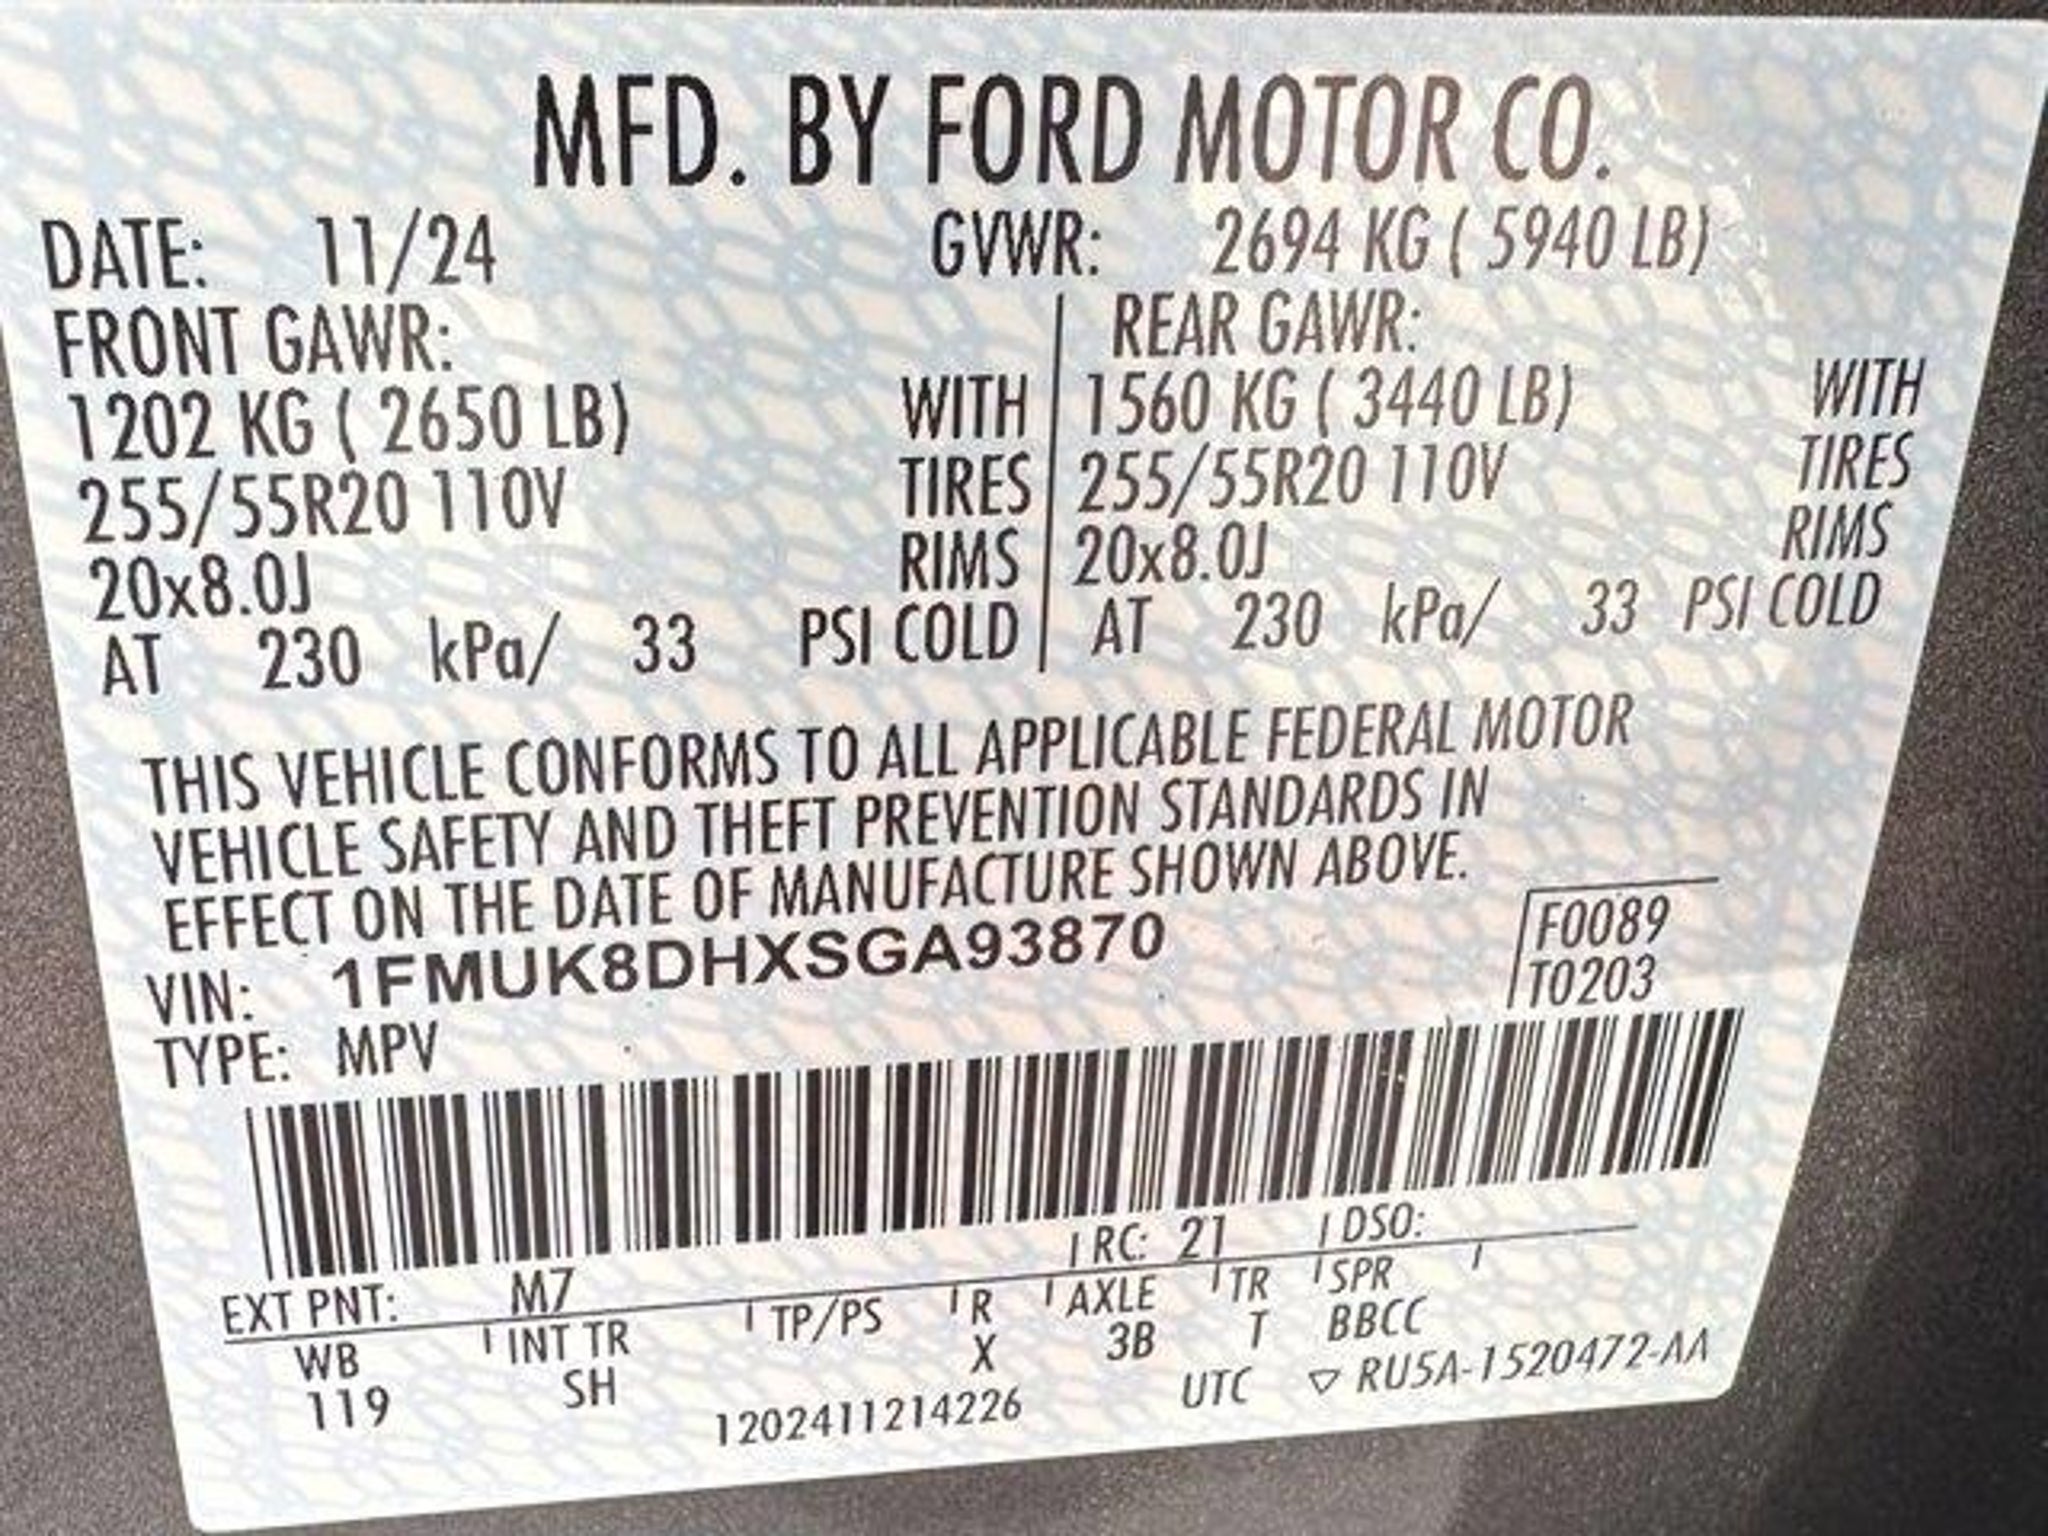 MFD. BY FORD MOTOR CO.
DATE: 11/24 GVWR: 2694 KG ( 5940 LB)
FRONT GAWR: REAR GAWR:
1202 KG ( 2650 LB) WITH 1560 KG ( 3440 LB) WITH
255/55R20 110V TIRES 255/55R20 110V TIRES
20x8.0J RIMS 20x8.0J RIMS
AT 230 kPa/ 33 PSI COLD AT 230 kPa/ 33 PSI COLD
THIS VEHICLE CONFORMS TO ALL APPLICABLE FEDERAL MOTOR
VEHICLE SAFETY AND THEFT PREVENTION STANDARDS IN
EFFECT ON THE DATE OF MANUFACTURE SHOWN ABOVE.
F0089
VIN: 1FMUK8DHXSGA93870
T0203
TYPE: MPV
EXT PNT: M7 RC: 21 DSO:
WB INT TR TP/PS R AXLE TR SPR
119 SH X 3B T BBCC
1202411214226 UTC ▽ RU5A-1520472-AA